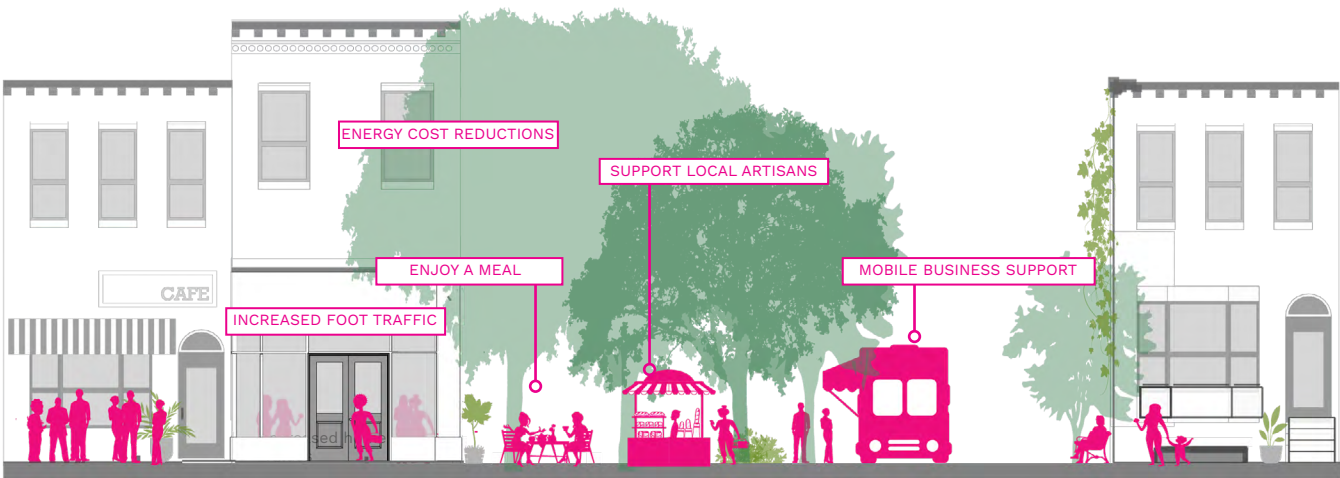 ENERGY COST REDUCTIONS
SUPPORT LOCAL ARTISANS
ENJOY A MEAL
MOBILE BUSINESS SUPPORT
CAFE
INCREASED FOOT TRAFFIC